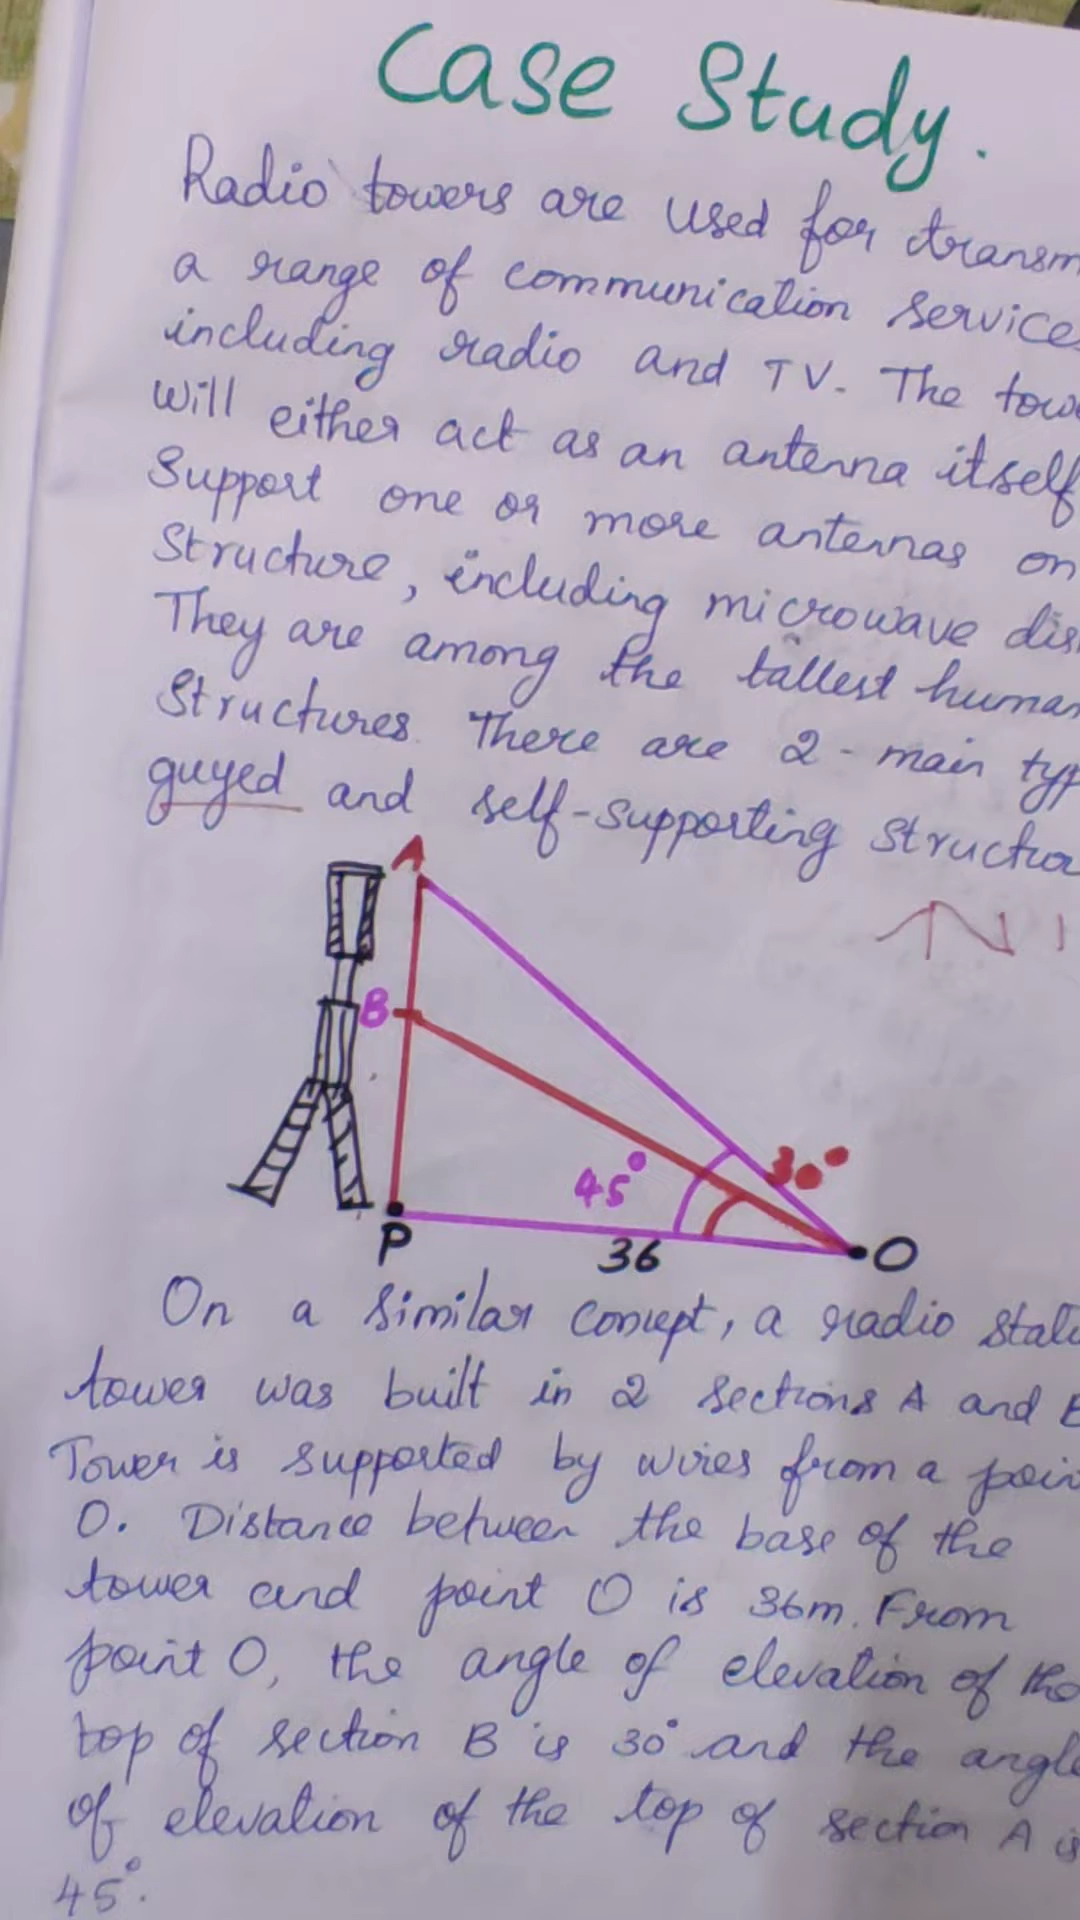 Case Study.
Radio towers are used for transm
a range of communication Service
including radio and TV. The tow
will either act as an antenna itself
Support one or more antennas on
Structure, including microwave dis
They are among the tallest human
Structures. There are 2 - main typ
guyed and self-supporting Structu
A
B
45° 30°
P 36 O
On a similar concept, a radio stati
tower was built in 2 sections A and B
Tower is supported by wires from a poin
O. Distance between the base of the
tower and point O is 36m. From
point O, the angle of elevation of the
top of section B is 30° and the angle
of elevation of the top of section A is
45°.